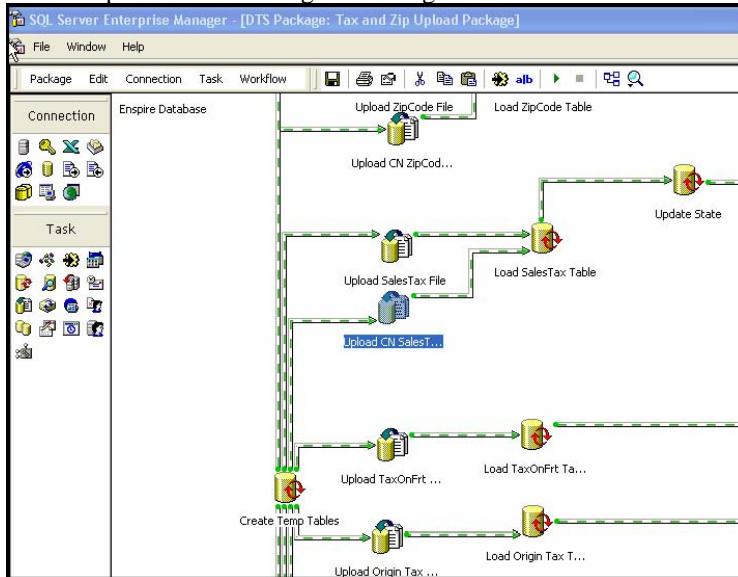 SQL Server Enterprise Manager - [DTS Package: Tax and Zip Upload Package]
File Window Help
Package Edit Connection Task Workflow
alb
Connection
Task
Enspire Database
Upload ZipCode File
Load ZipCode Table
Upload CN ZipCod...
Update State
Upload SalesTax File
Load SalesTax Table
Upload CN SalesT...
Upload TaxOnFrt ...
Load TaxOnFrt Ta...
Create Temp Tables
Load Origin Tax T...
Upload Origin Tax ...